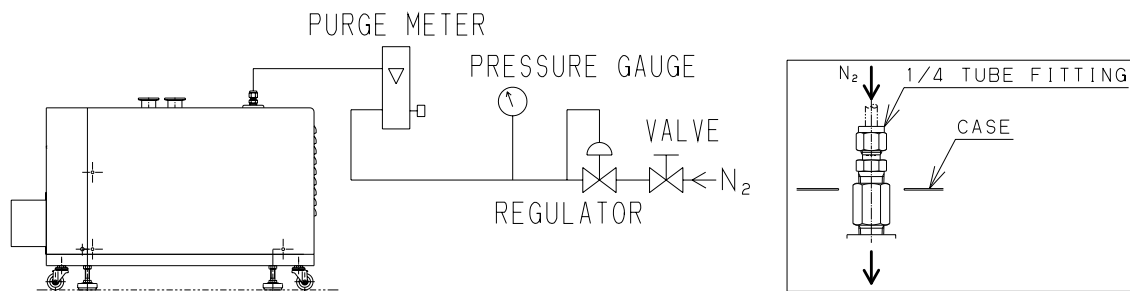 PURGE METER
PRESSURE GAUGE
VALVE
N₂
REGULATOR
N₂
1/4 TUBE FITTING
CASE